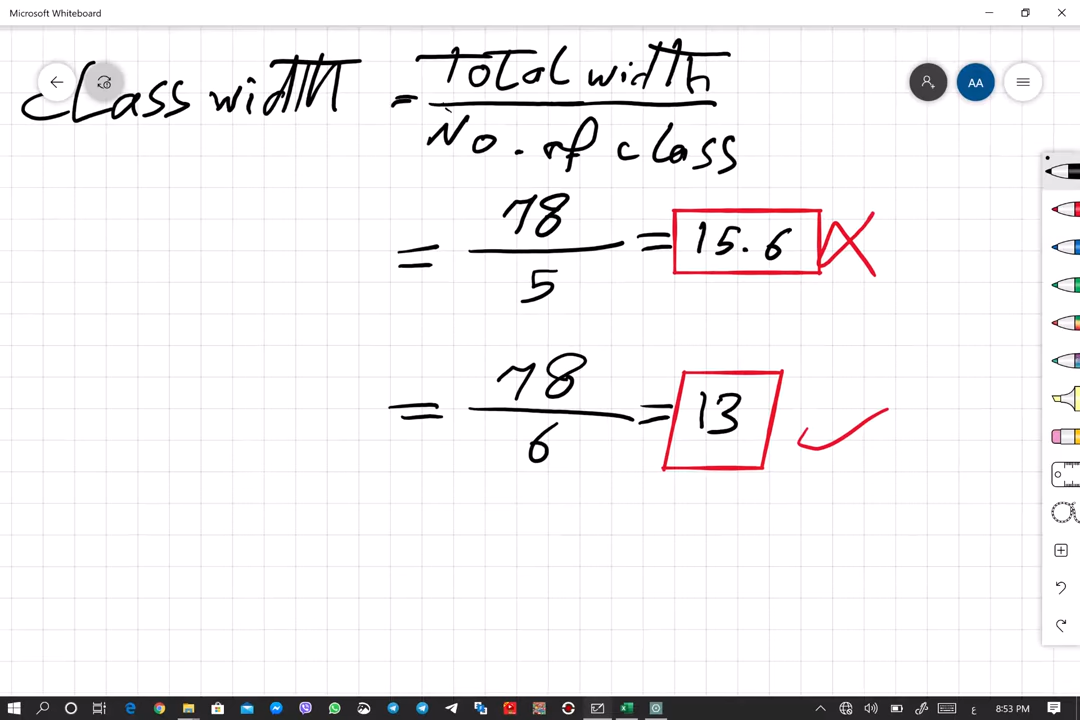 Microsoft Whiteboard
Class width = Total width / No. of class
= 78 / 5 = 15.6
= 78 / 6 = 13
AA
ع 8:53 PM